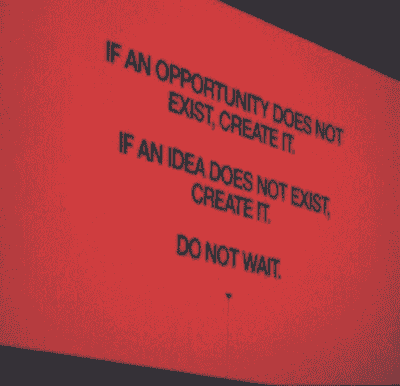 IF AN OPPORTUNITY DOES NOT
EXIST, CREATE IT.
IF AN IDEA DOES NOT EXIST,
CREATE IT.
DO NOT WAIT.